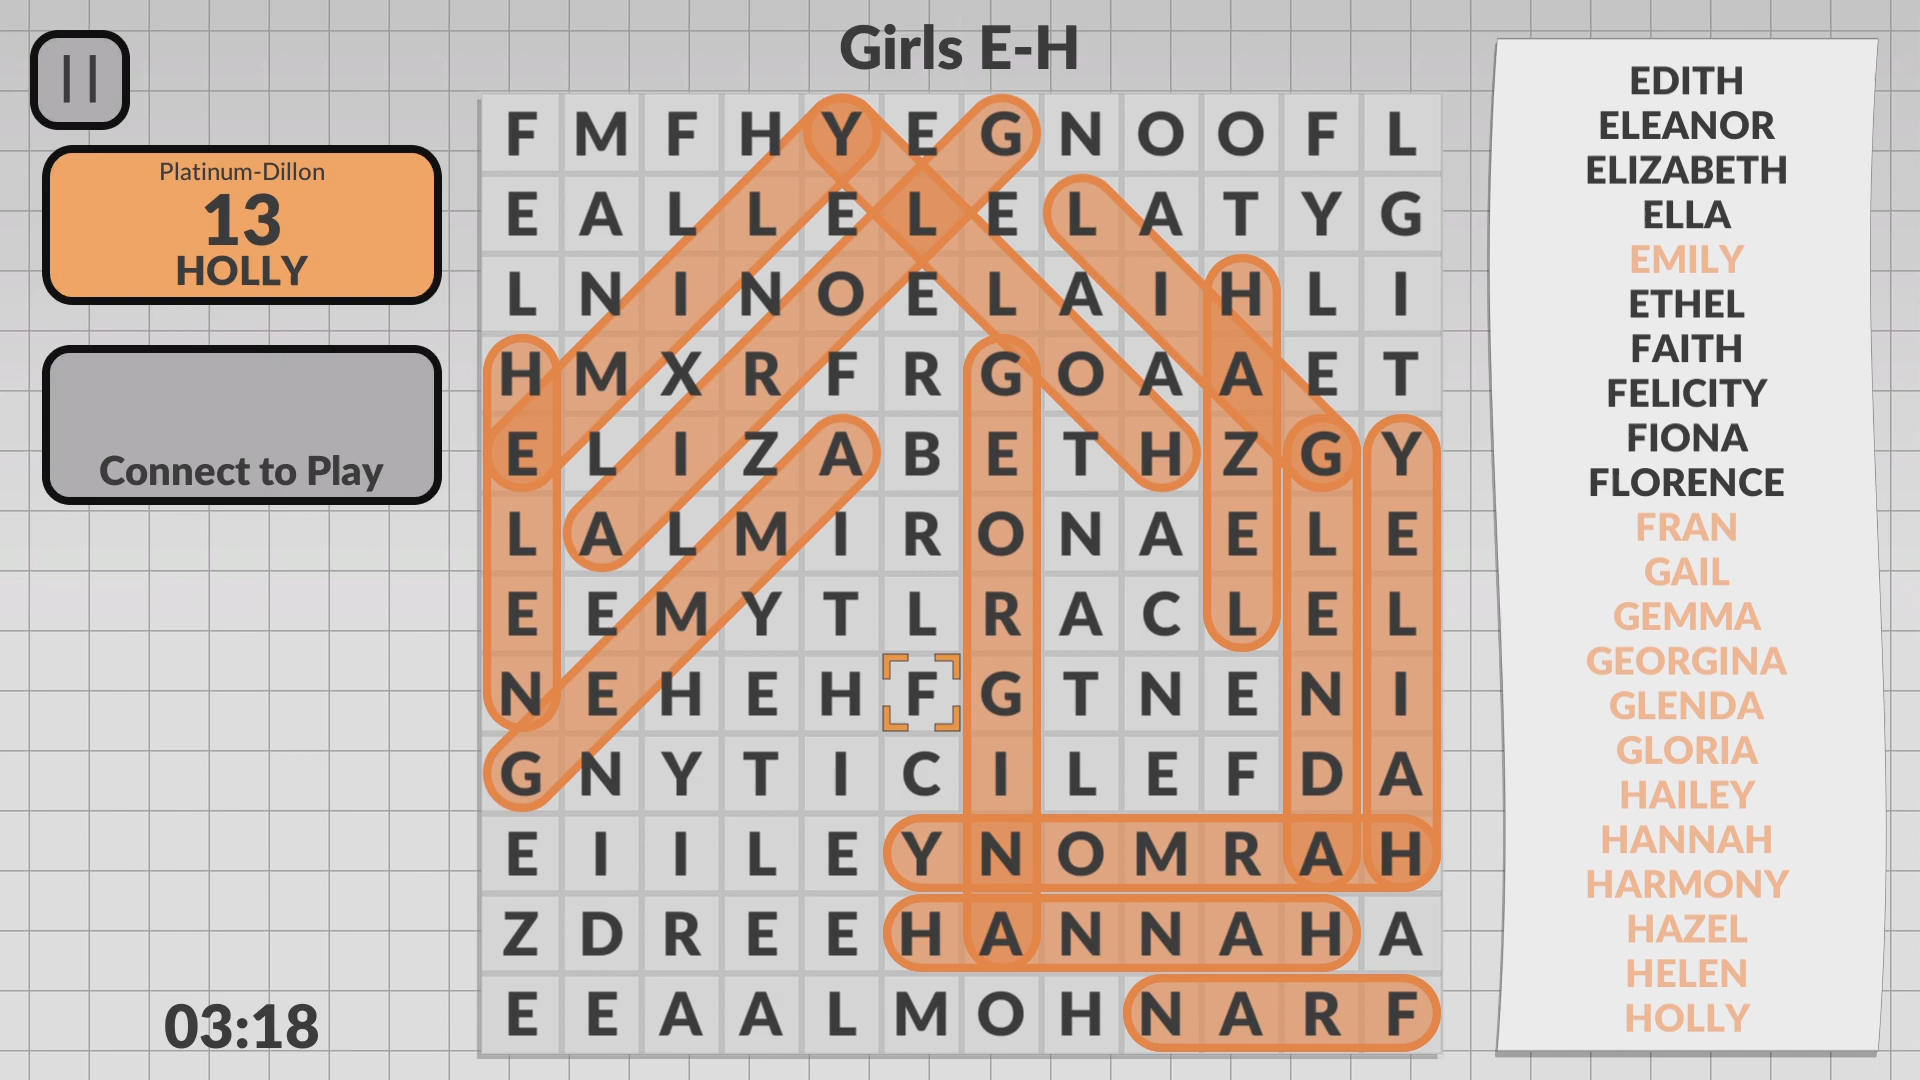 Girls E-H
Platinum-Dillon
13
HOLLY
Connect to Play
03:18
F M F H Y E G N O O F L
E A L L E L E L A T Y G
L N I N O E L A I H L I
H M X R F R G O A A E T
E L I Z A B E T H Z G Y
L A L M I R O N A E L E
E E M Y T L R A C L E L
N E H E H F G T N E N I
G N Y T I C I L E F D A
E I I L E Y N O M R A H
Z D R E E H A N N A H A
E E A A L M O H N A R F
EDITH
ELEANOR
ELIZABETH
ELLA
EMILY
ETHEL
FAITH
FELICITY
FIONA
FLORENCE
FRAN
GAIL
GEMMA
GEORGINA
GLENDA
GLORIA
HAILEY
HANNAH
HARMONY
HAZEL
HELEN
HOLLY